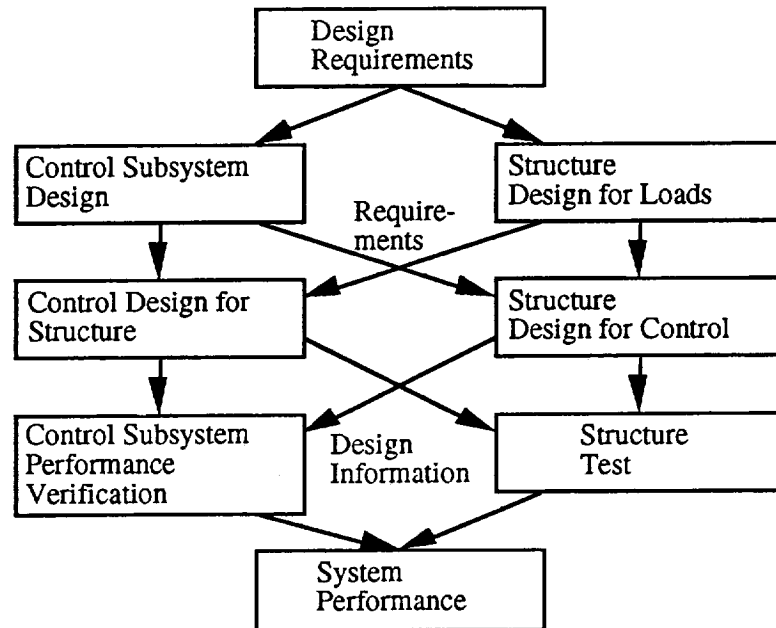 Design
Requirements
Control Subsystem
Design
Structure
Design for Loads
Require-
ments
Control Design for
Structure
Structure
Design for Control
Control Subsystem
Performance
Verification
Design
Information
Structure
Test
System
Performance